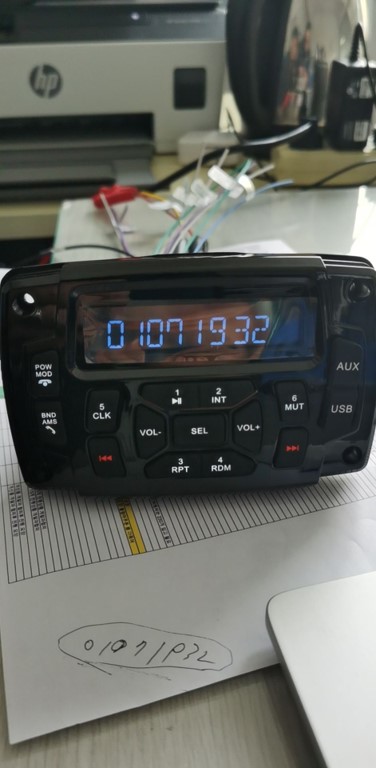 hp
01071932
POW
MOD
BND
AMS
5
CLK
1
2
INT
VOL-
SEL
VOL+
6
MUT
3
RPT
4
RDM
AUX
USB
01071932